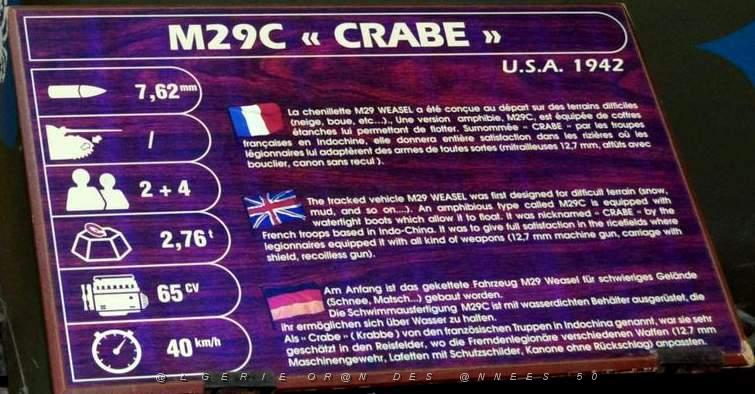 M29C « CRABE »
U.S.A. 1942
7,62mm
/
2 + 4
2,76 t
65 CV
40 km/h
La chenillette M29 WEASEL a été conçue au départ sur des terrains difficiles
(neige, boue, etc...). Une version amphibie, M29C, est équipée de coffres
étanches lui permettant de flotter. Surnommée « CRABE » par les troupes
françaises en Indochine, elle donnera entière satisfaction dans les rizières où les
légionnaires lui adaptèrent des armes de toutes sortes (mitrailleuses 12,7 mm, affûts avec
bouclier, canon sans recul ).
The tracked vehicle M29 WEASEL was first designed for difficult terrain (snow,
mud, and so on...). An amphibious type called M29C is equipped with
watertight boots which allow it to float. It was nicknamed « CRABE » by the
French troops based in Indo-China. It was to give full satisfaction in the ricefields where
legionnaires equipped it with all kind of weapons (12,7 mm machine gun, carriage with
shield, recoilless gun).
Am Anfang ist das gekettete Fahrzeug M29 Weasel für schwieriges Gelände
(Schnee, Matsch...) gebaut worden.
Die Schwimmausfertigung M29C ist mit wasserdichten Behälter ausgerüstet, die
ihr ermöglichen sich über Wasser zu halten.
Als « Crabe » ( Krabbe ) von den französischen Truppen in Indochina genannt, war sie sehr
geschätzt in den Reisfelder, wo die Fremdenlegionäre verschiedenen Waffen (12.7 mm
Maschinengewehr, Lafetten mit Schutzschilder, Kanone ohne Rückschlag) anpassten.
@LGERIE OR@N DES @NNEES 50